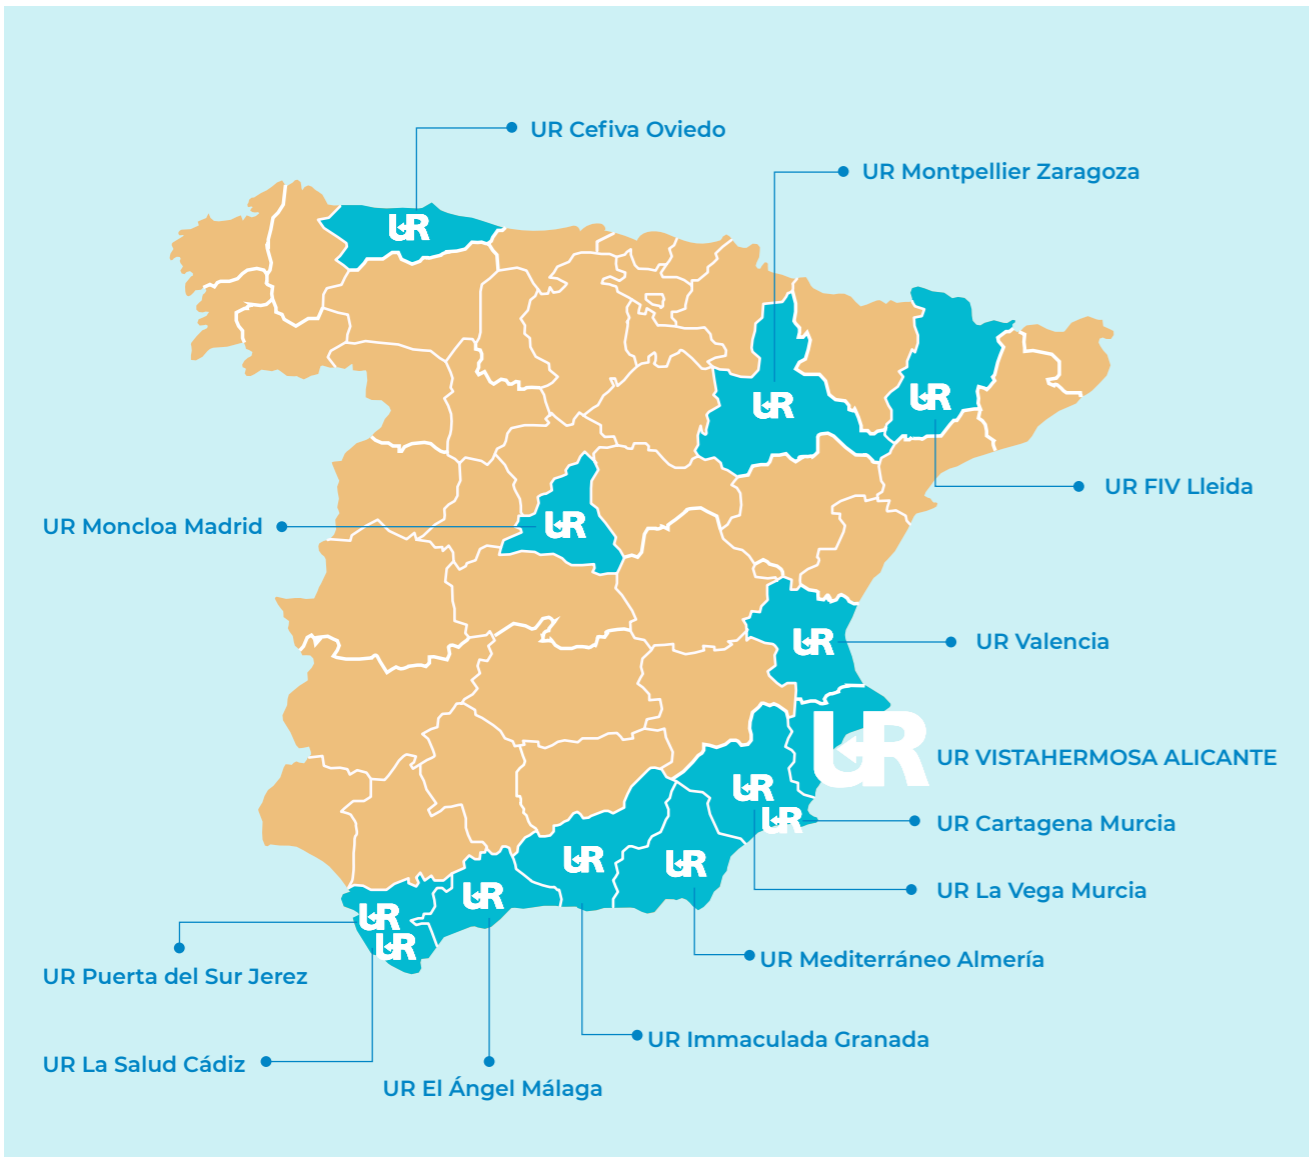 UR Cefiva Oviedo
UR Montpellier Zaragoza
UR
UR
UR
UR FIV Lleida
UR Moncloa Madrid
UR
UR
UR Valencia
UR
UR VISTAHERMOSA ALICANTE
UR
UR
UR Cartagena Murcia
UR
UR
UR
UR La Vega Murcia
UR
UR
UR Mediterráneo Almería
UR Puerta del Sur Jerez
UR Immaculada Granada
UR La Salud Cádiz
UR El Ángel Málaga